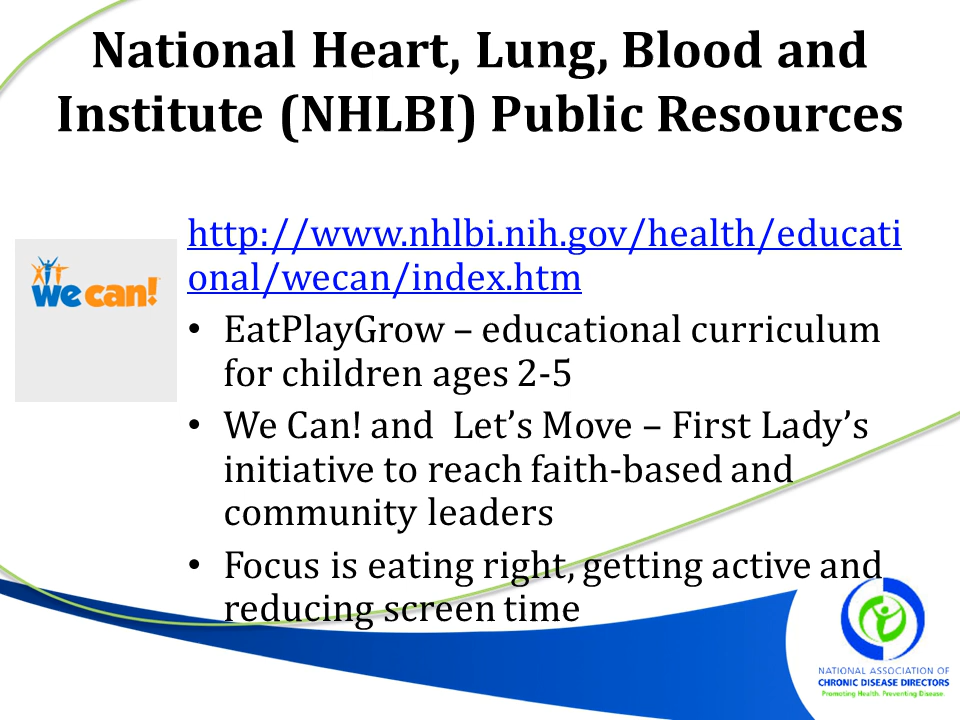 National Heart, Lung, Blood and
Institute (NHLBI) Public Resources
http://www.nhlbi.nih.gov/health/educati
onal/wecan/index.htm
we can!
• EatPlayGrow – educational curriculum
for children ages 2-5
• We Can! and  Let’s Move – First Lady’s
initiative to reach faith-based and
community leaders
• Focus is eating right, getting active and
reducing screen time
NATIONAL ASSOCIATION OF
CHRONIC DISEASE DIRECTORS
Promoting Health. Preventing Disease.